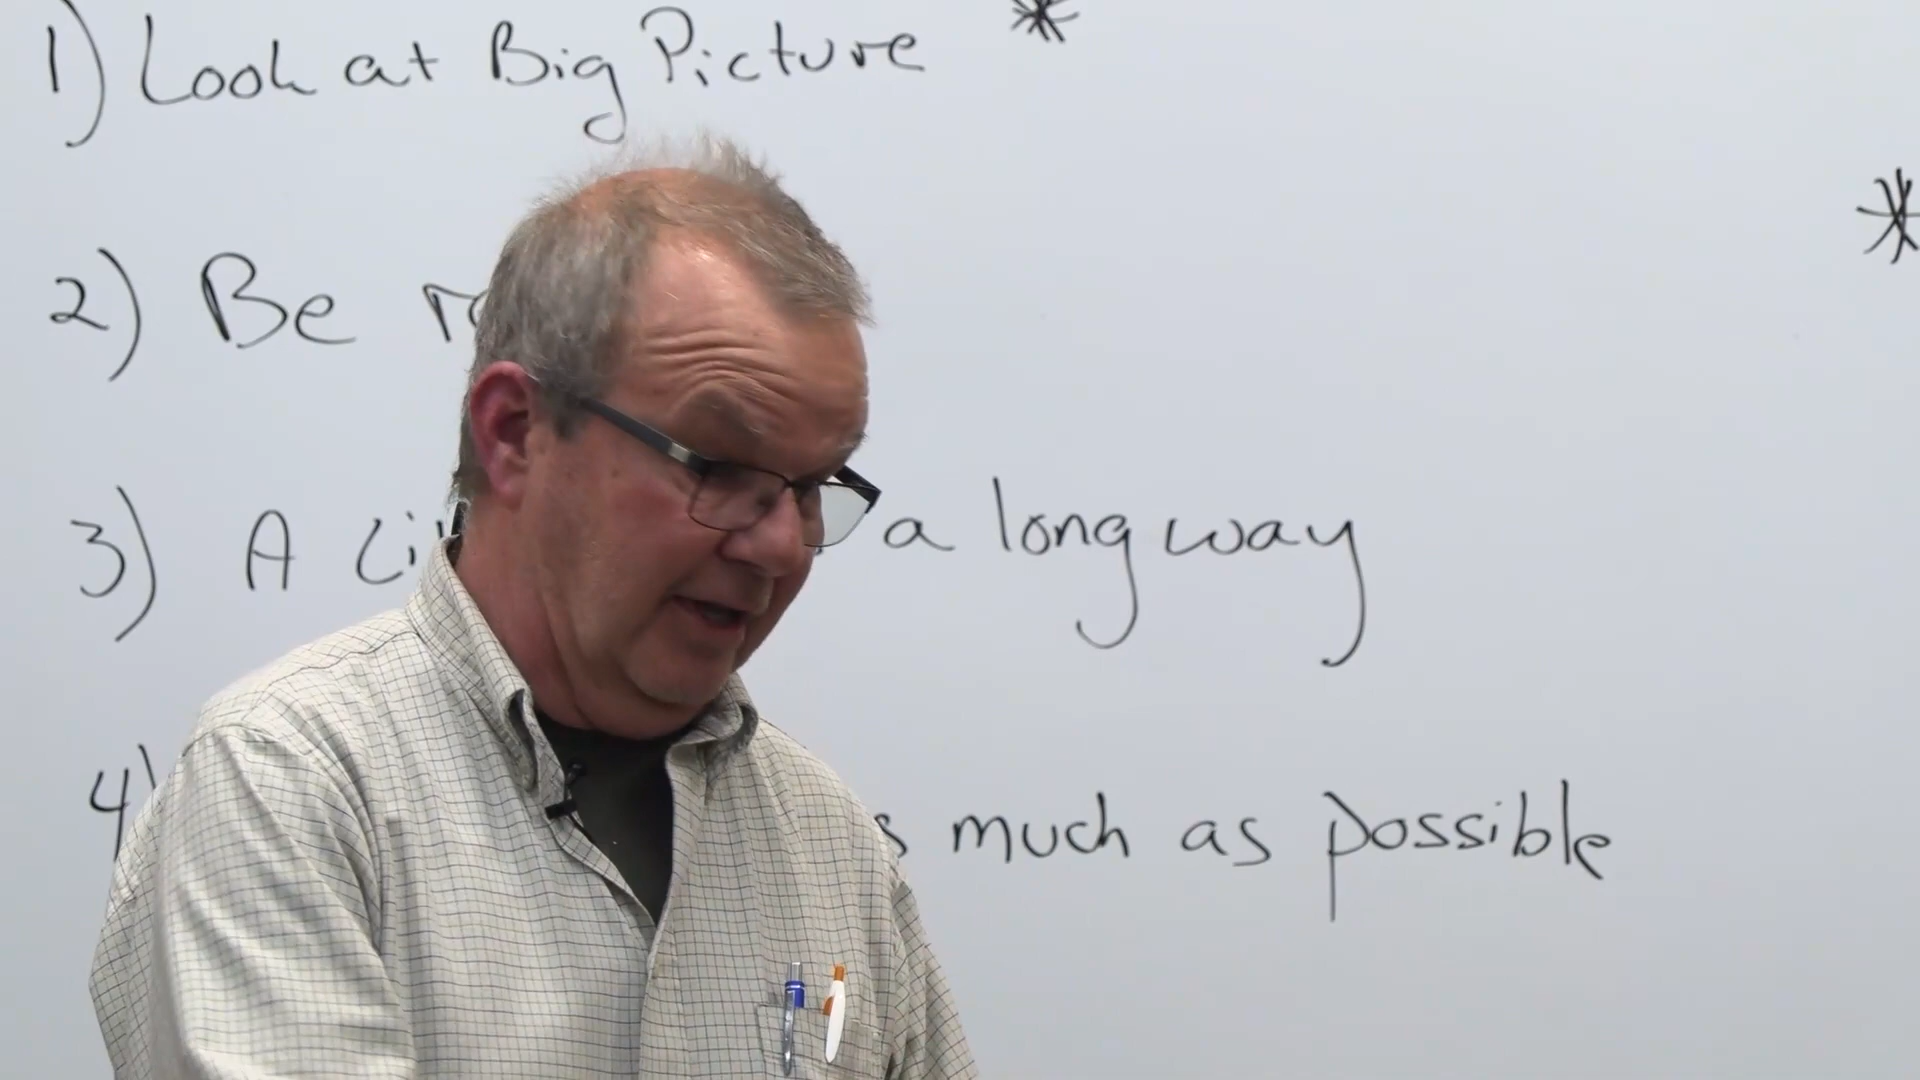 1) Look at Big Picture *
*
2) Be
3) A a long way
4) much as possible